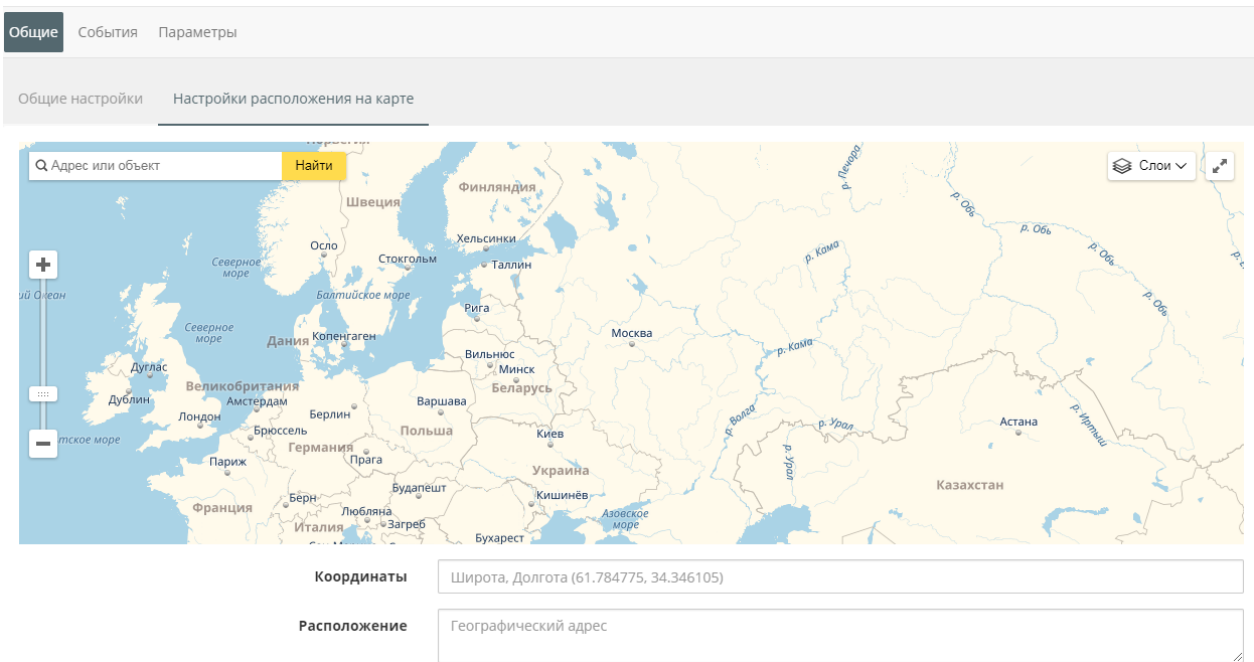 Общие События Параметры
Общие настройки Настройки расположения на карте
Адрес или объект Найти Слои
Швеция
Финляндия
р. Печора
р. Обь
р. Обь
р. Обь
Осло
Хельсинки
р. Кама
Северное
море
Стокгольм
Таллин
Балтийское море
р. Обь
Рига
Северное
море
Дания Копенгаген
Москва
р. Кама
Вильнюс
Минск
Дуглас
Великобритания
Беларусь
Дублин
Амстердам
Варшава
Лондон
Берлин
р. Волга
р. Урал
Астана
р. Иртыш
Брюссель
Польша
Киев
тское море
Германия
Прага
Париж
р. Урал
Украина
Казахстан
Будапешт
Берн
Кишинёв
Франция
Любляна
Азовское
море
Италия
Загреб
Бухарест
Координаты Широта, Долгота (61.784775, 34.346105)
Расположение Географический адрес